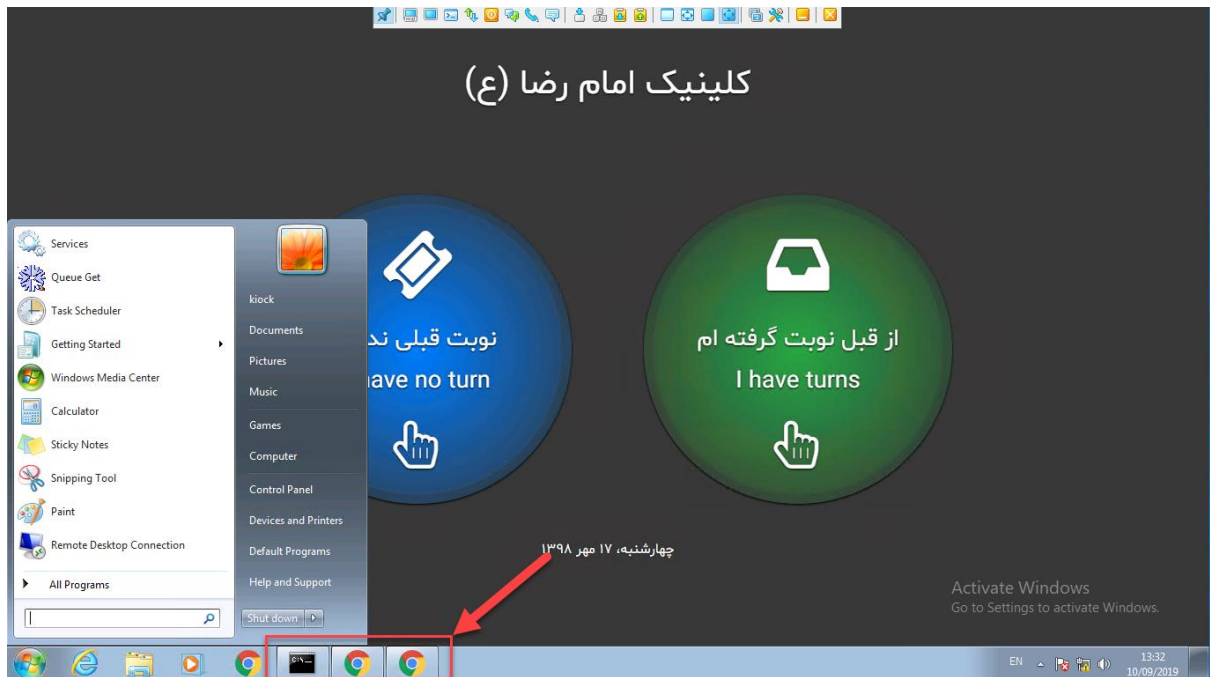 کلینیک امام رضا (ع)
نوبت قبلی ند
ave no turn
از قبل نوبت گرفته ام
I have turns
چهارشنبه، ۱۷ مهر ۱۳۹۸
Services
Queue Get
Task Scheduler
Getting Started
Windows Media Center
Calculator
Sticky Notes
Snipping Tool
Paint
Remote Desktop Connection
All Programs
kiock
Documents
Pictures
Music
Games
Computer
Control Panel
Devices and Printers
Default Programs
Help and Support
Shut down
Activate Windows
Go to Settings to activate Windows.
C:\
EN
13:32
10/09/2019